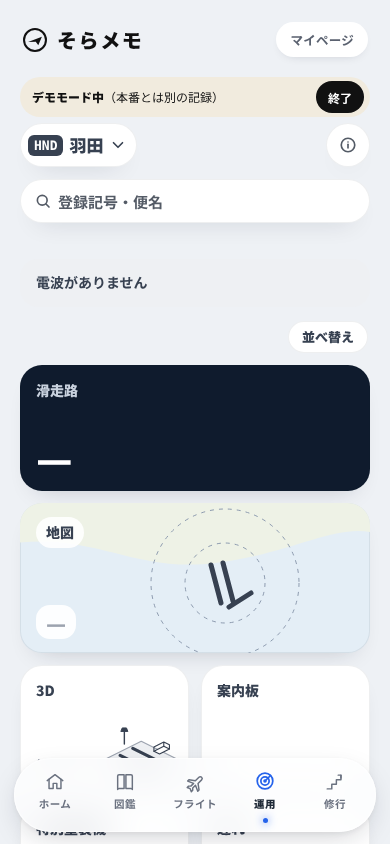 そらメモ
マイページ
デモモード中（本番とは別の記録）
終了
HND 羽田
登録記号・便名
電波がありません
並べ替え
滑走路
—
地図
—
3D
案内板
ホーム
図鑑
フライト
運用
修行